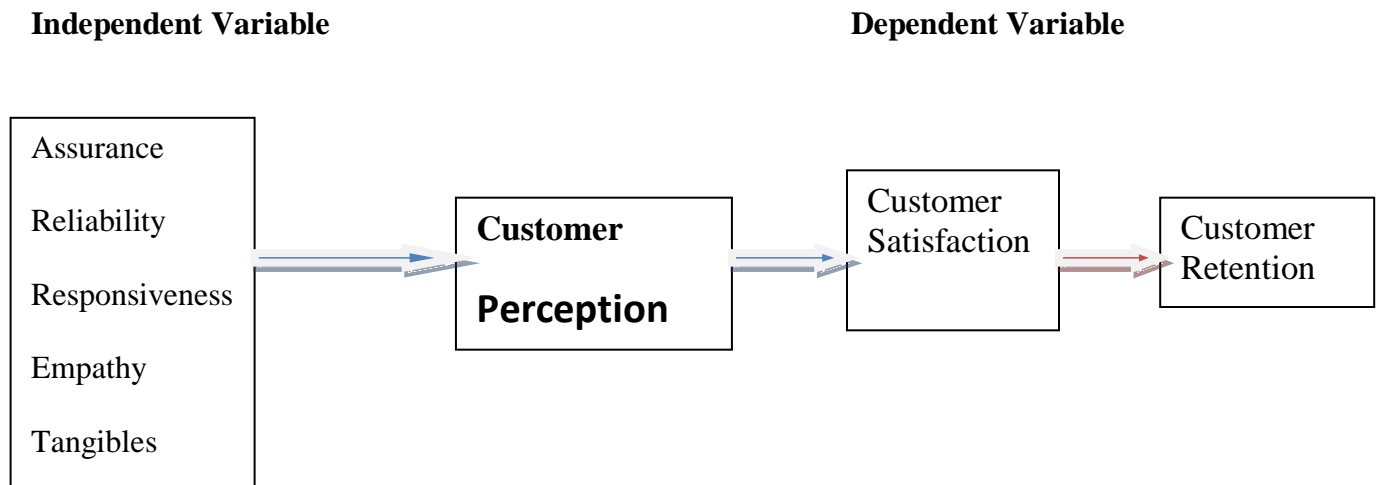 Independent Variable
Dependent Variable
Assurance
Reliability
Responsiveness
Empathy
Tangibles
Customer
Perception
Customer
Satisfaction
Customer
Retention